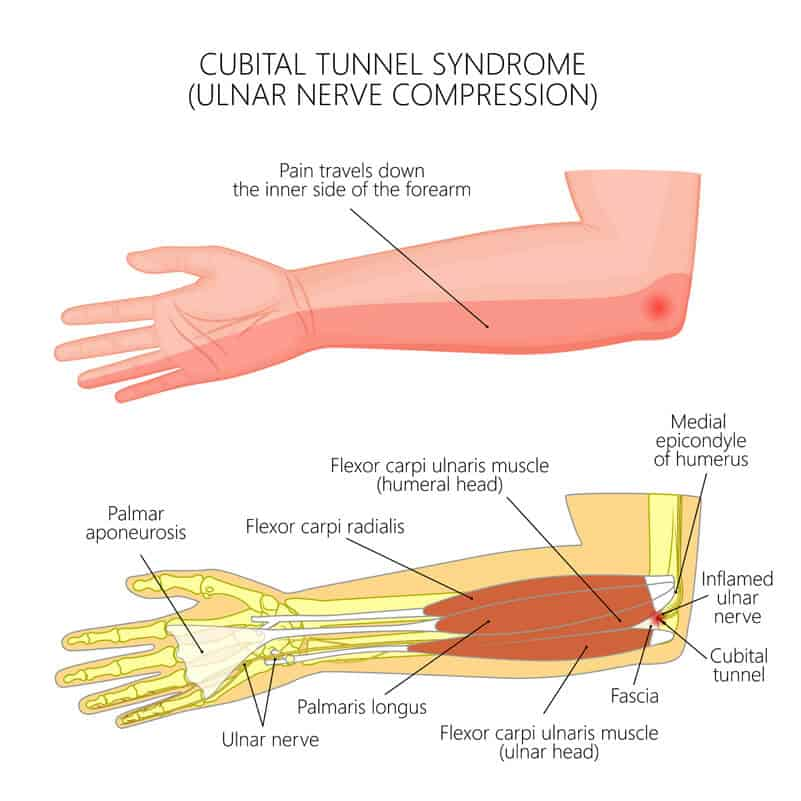 CUBITAL TUNNEL SYNDROME
(ULNAR NERVE COMPRESSION)
Pain travels down
the inner side of the forearm
Medial
epicondyle
of humerus
Flexor carpi ulnaris muscle
(humeral head)
Palmar
aponeurosis
Flexor carpi radialis
Inflamed
ulnar
nerve
Cubital
tunnel
Fascia
Palmaris longus
Ulnar nerve
Flexor carpi ulnaris muscle
(ulnar head)